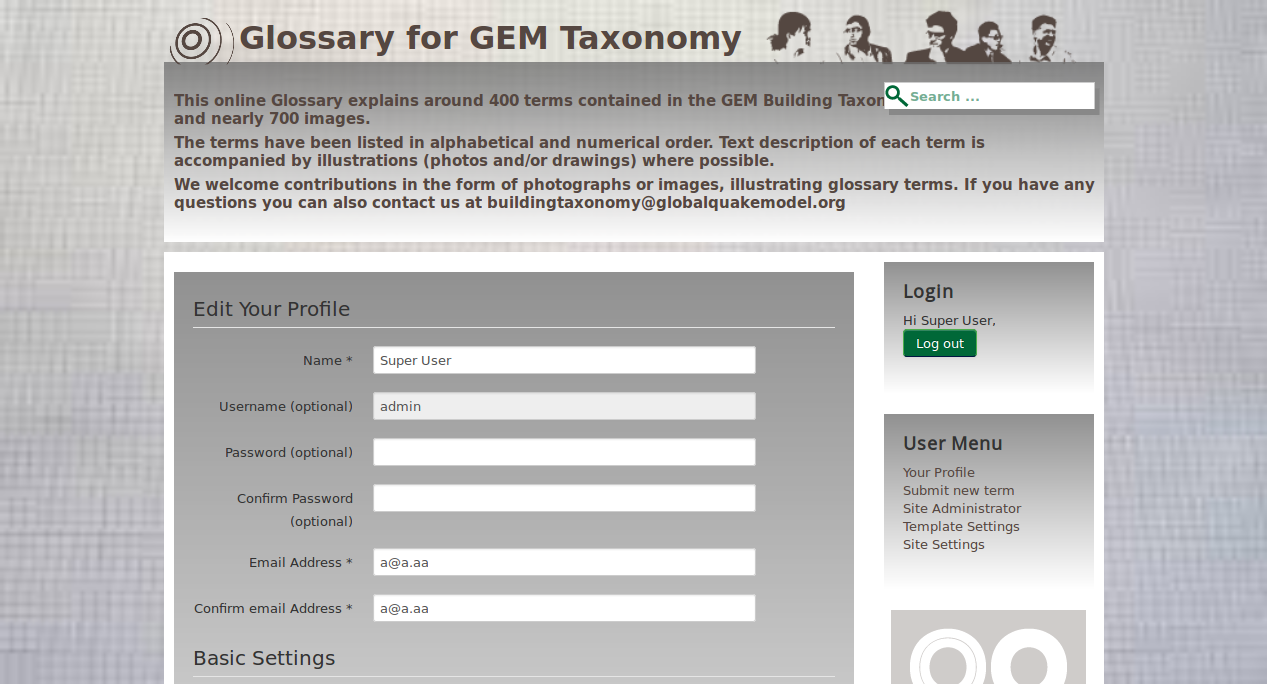 Glossary for GEM Taxonomy
This online Glossary explains around 400 terms contained in the GEM Building
and nearly 700 images.
Search ...
The terms have been listed in alphabetical and numerical order. Text description of each term is
accompanied by illustrations (photos and/or drawings) where possible.
We welcome contributions in the form of photographs or images, illustrating glossary terms. If you have any
questions you can also contact us at buildingtaxonomy@globalquakemodel.org
Edit Your Profile
Name *
Super User
Username (optional)
admin
Password (optional)
Confirm Password
(optional)
Email Address *
a@a.aa
Confirm email Address *
a@a.aa
Basic Settings
Login
Hi Super User,
Log out
User Menu
Your Profile
Submit new term
Site Administrator
Template Settings
Site Settings